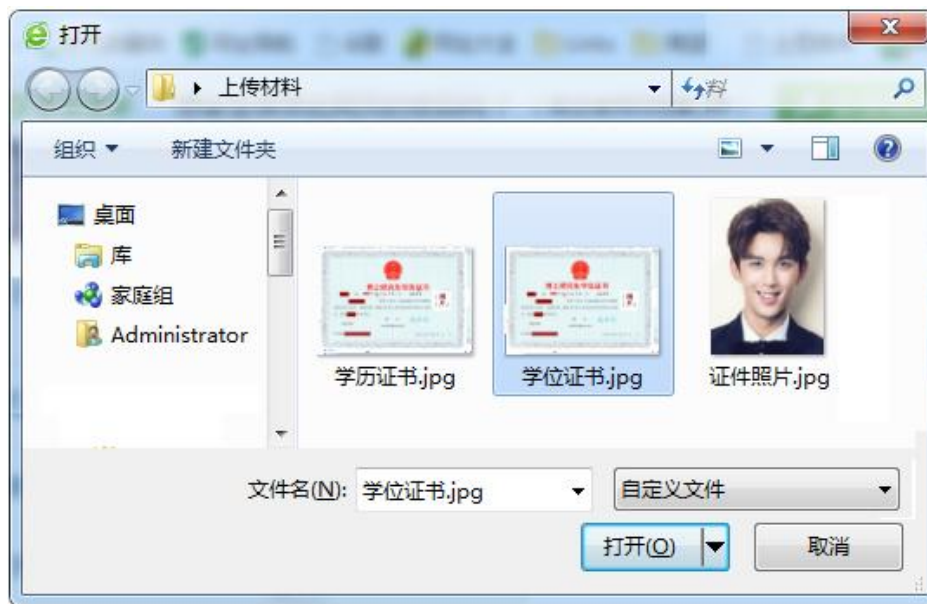 打开
上传材料
料
组织
新建文件夹
桌面
库
家庭组
Administrator
学历证书.jpg
学位证书.jpg
证件照片.jpg
文件名(N):
学位证书.jpg
自定义文件
打开(O)
取消